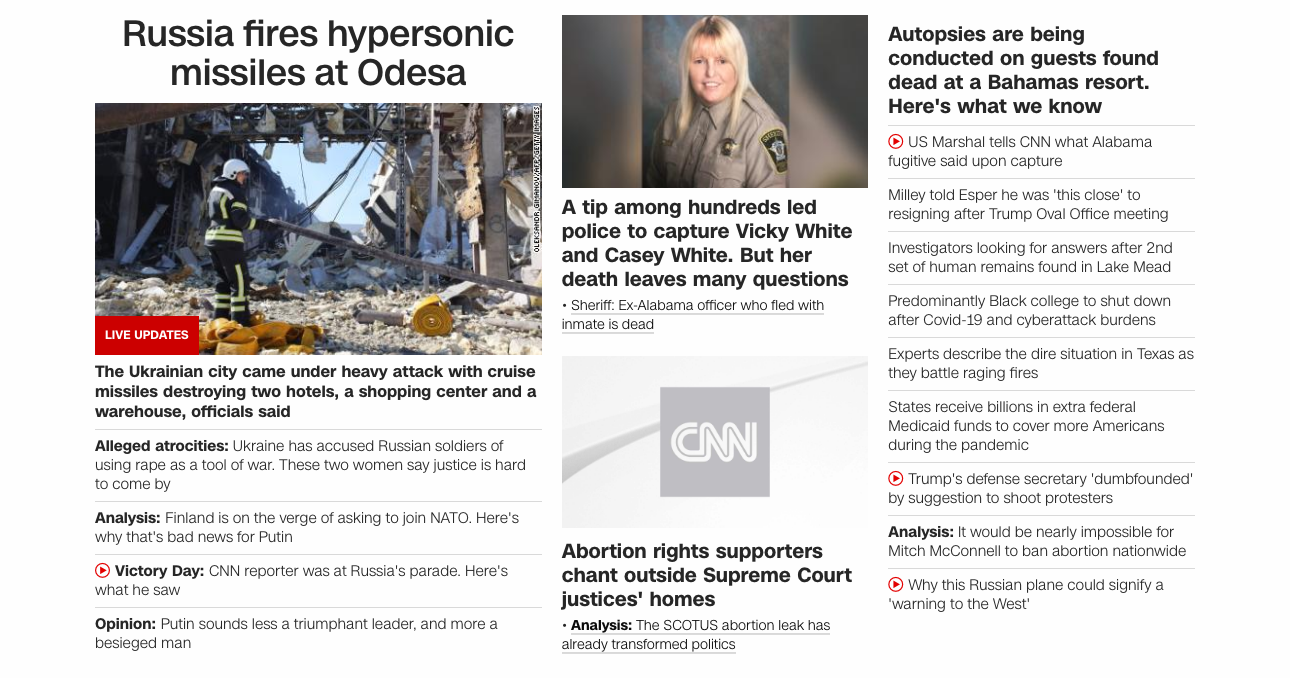 Russia fires hypersonic
missiles at Odesa
OLEKSANDR GIMANOV/AFP/GETTY IMAGES
LIVE UPDATES
The Ukrainian city came under heavy attack with cruise
missiles destroying two hotels, a shopping center and a
warehouse, officials said
Alleged atrocities: Ukraine has accused Russian soldiers of
using rape as a tool of war. These two women say justice is hard
to come by
Analysis: Finland is on the verge of asking to join NATO. Here's
why that's bad news for Putin
Victory Day: CNN reporter was at Russia's parade. Here's
what he saw
Opinion: Putin sounds less a triumphant leader, and more a
besieged man
A tip among hundreds led
police to capture Vicky White
and Casey White. But her
death leaves many questions
• Sheriff: Ex-Alabama officer who fled with
inmate is dead
CNN
Abortion rights supporters
chant outside Supreme Court
justices' homes
• Analysis: The SCOTUS abortion leak has
already transformed politics
Autopsies are being
conducted on guests found
dead at a Bahamas resort.
Here's what we know
US Marshal tells CNN what Alabama
fugitive said upon capture
Milley told Esper he was 'this close' to
resigning after Trump Oval Office meeting
Investigators looking for answers after 2nd
set of human remains found in Lake Mead
Predominantly Black college to shut down
after Covid-19 and cyberattack burdens
Experts describe the dire situation in Texas as
they battle raging fires
States receive billions in extra federal
Medicaid funds to cover more Americans
during the pandemic
Trump's defense secretary 'dumbfounded'
by suggestion to shoot protesters
Analysis: It would be nearly impossible for
Mitch McConnell to ban abortion nationwide
Why this Russian plane could signify a
'warning to the West'